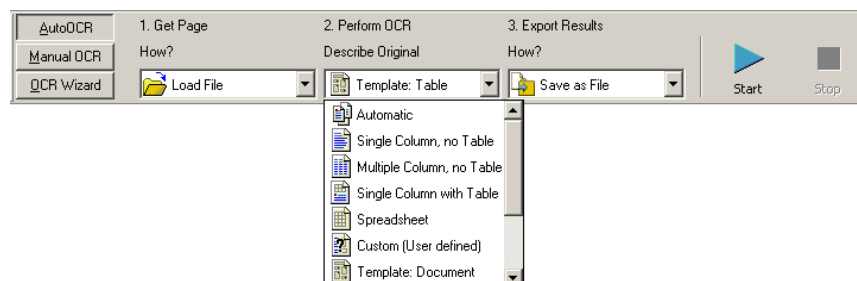 AutoOCR
Manual OCR
OCR Wizard
1. Get Page
How?
Load File
2. Perform OCR
Describe Original
Template: Table
Automatic
Single Column, no Table
Multiple Column, no Table
Single Column with Table
Spreadsheet
Custom (User defined)
Template: Document
3. Export Results
How?
Save as File
Start
Stop